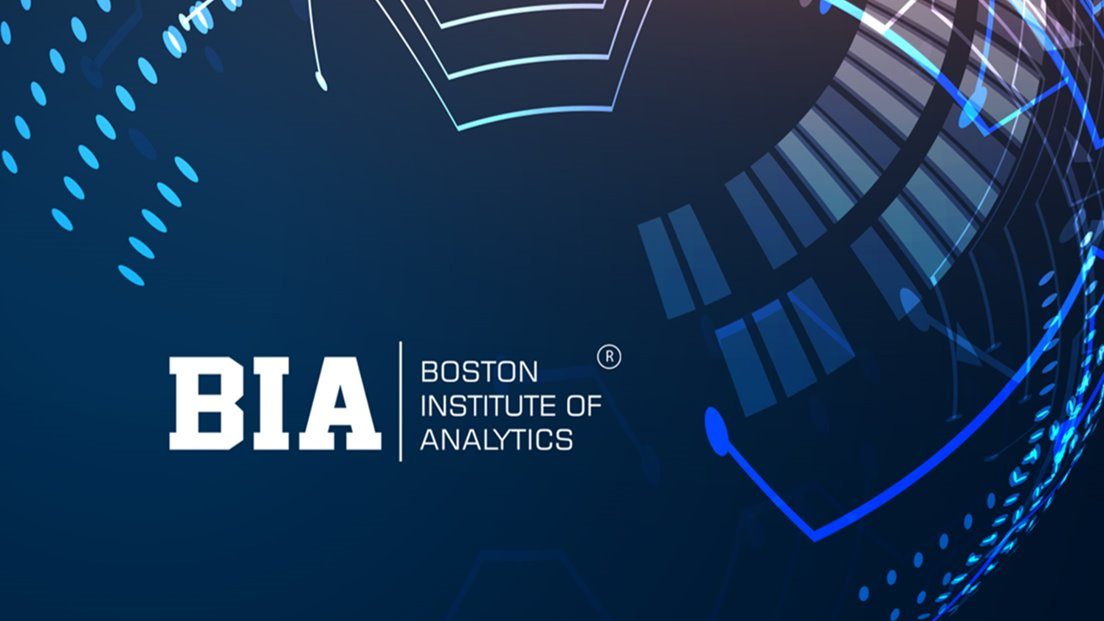 BIA
BOSTON
INSTITUTE OF
ANALYTICS
®